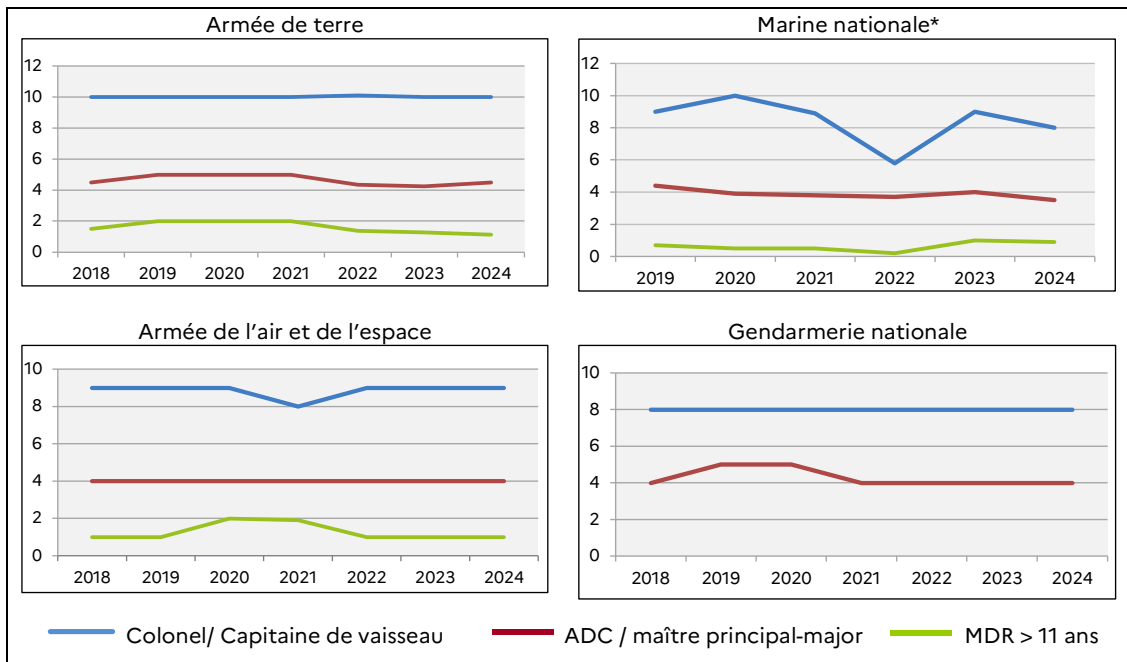 Armée de terre
12
10
8
6
4
2
0
2018 2019 2020 2021 2022 2023 2024
Marine nationale*
12
10
8
6
4
2
0
2019 2020 2021 2022 2023 2024
Armée de l'air et de l'espace
10
8
6
4
2
0
2018 2019 2020 2021 2022 2023 2024
Gendarmerie nationale
10
8
6
4
2
0
2018 2019 2020 2021 2022 2023 2024
Colonel/ Capitaine de vaisseau ADC / maître principal-major MDR > 11 ans